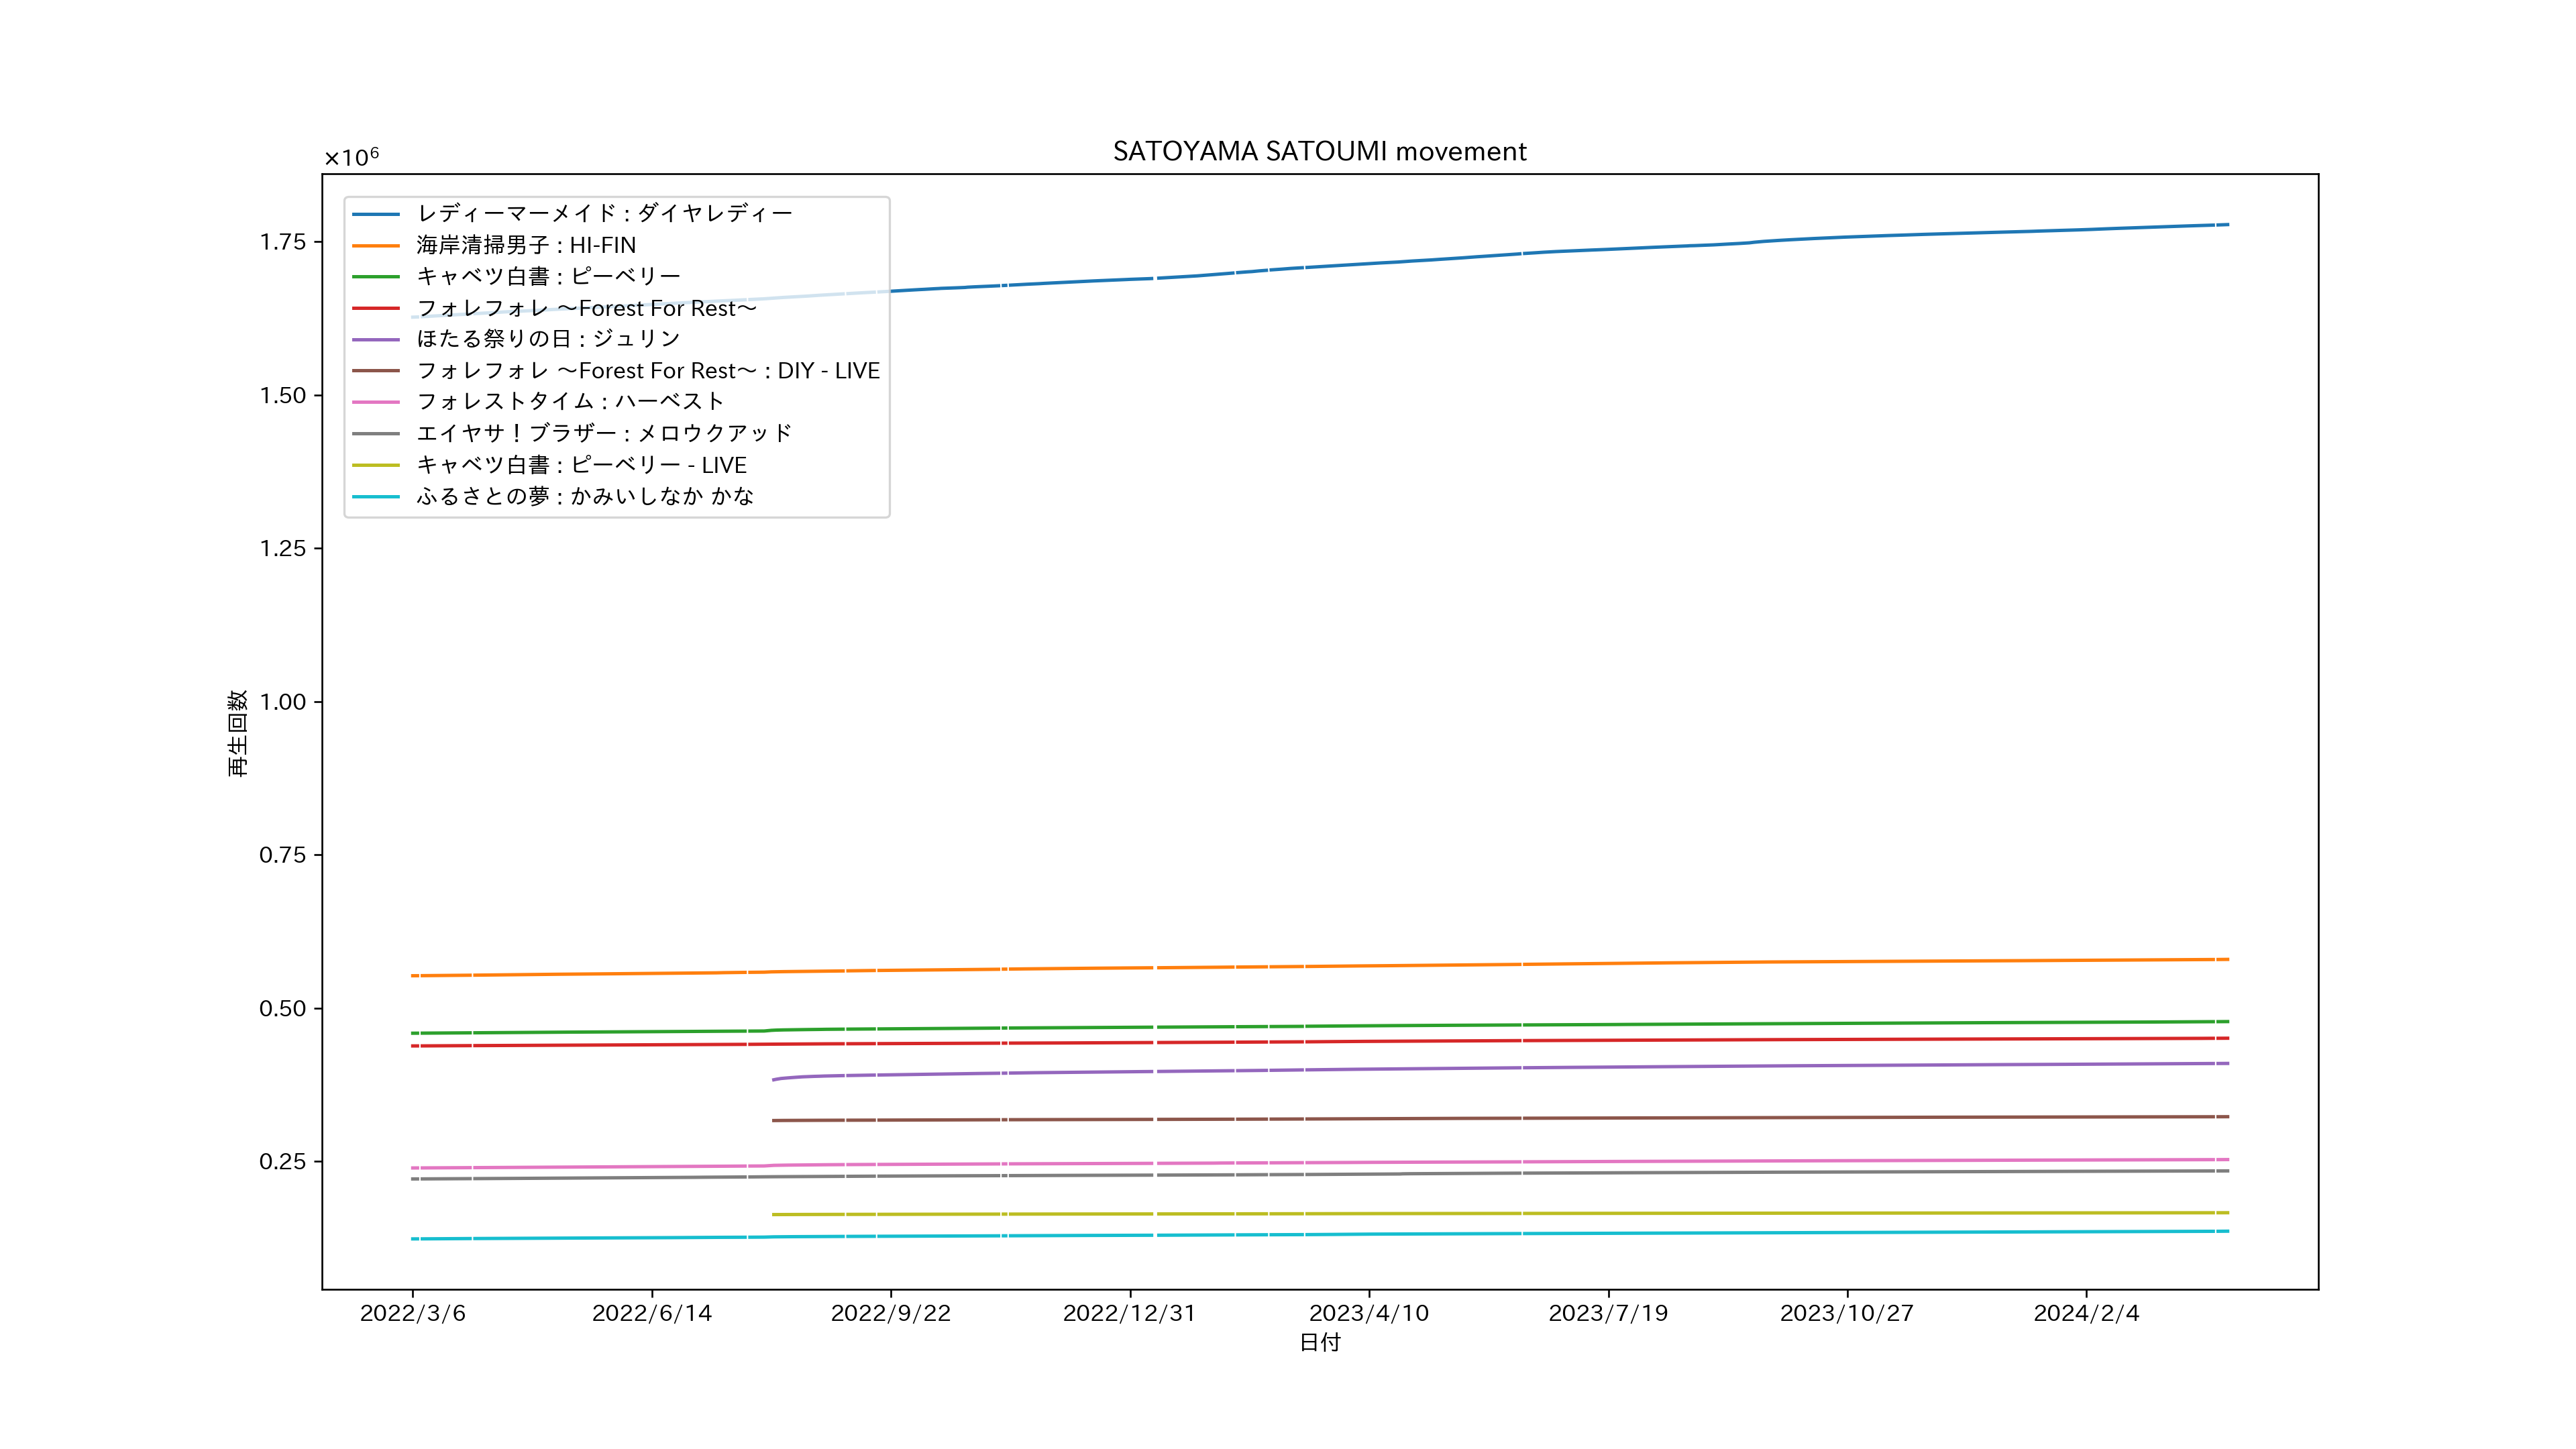 SATOYAMA SATOUMI movement
×10⁶
レディーマーメイド : ダイヤレディー
海岸清掃男子 : HI-FIN
キャベツ白書 : ピーベリー
フォレフォレ 〜Forest For Rest〜
ほたる祭りの日 : ジュリン
フォレフォレ 〜Forest For Rest〜 : DIY - LIVE
フォレストタイム : ハーベスト
エイヤサ！ブラザー : メロウクアッド
キャベツ白書 : ピーベリー - LIVE
ふるさとの夢 : かみいしなか かな
1.75
1.50
1.25
1.00
0.75
0.50
0.25
再生回数
2022/3/6 2022/6/14 2022/9/22 2022/12/31 2023/4/10 2023/7/19 2023/10/27 2024/2/4
日付